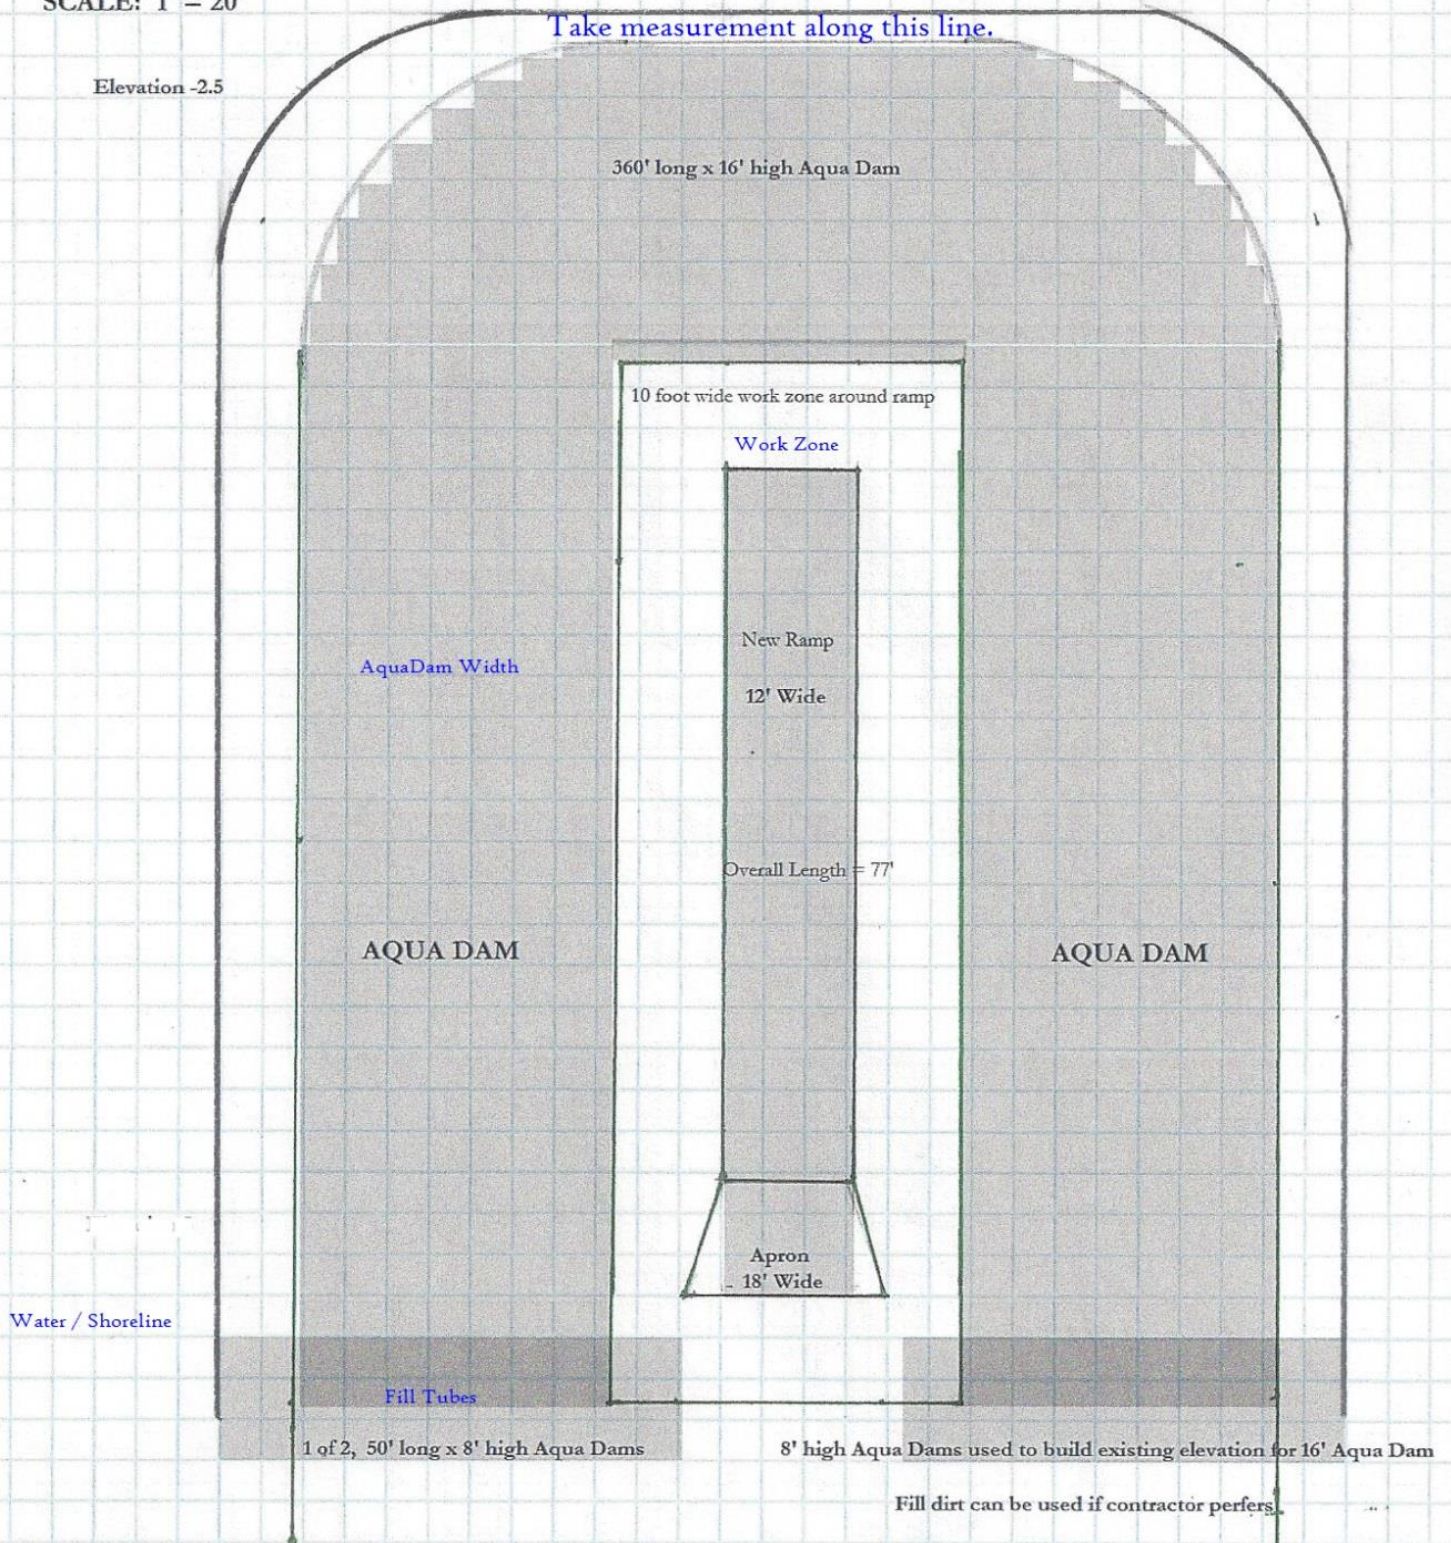 SCALE: 1" = 20'
Take measurement along this line.
Elevation -2.5
360' long x 16' high Aqua Dam
10 foot wide work zone around ramp
Work Zone
New Ramp
AquaDam Width
12' Wide
Overall Length = 77'
AQUA DAM
AQUA DAM
Apron
18' Wide
Water / Shoreline
Fill Tubes
1 of 2, 50' long x 8' high Aqua Dams
8' high Aqua Dams used to build existing elevation for 16' Aqua Dam
Fill dirt can be used if contractor perfers